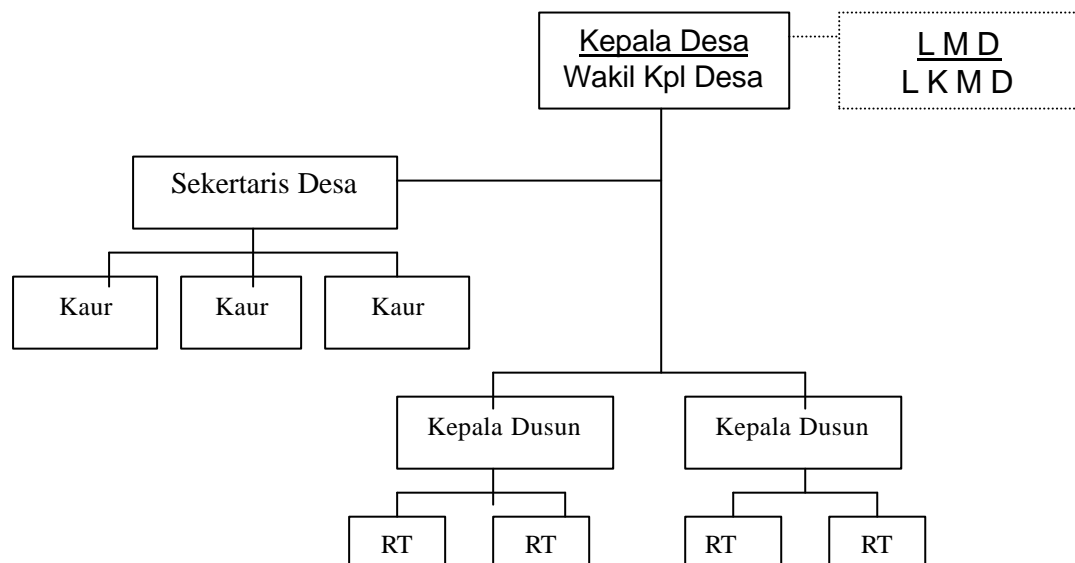 Kepala Desa
Wakil Kpl Desa
L M D
L K M D
Sekertaris Desa
Kaur
Kaur
Kaur
Kepala Dusun
Kepala Dusun
RT
RT
RT
RT